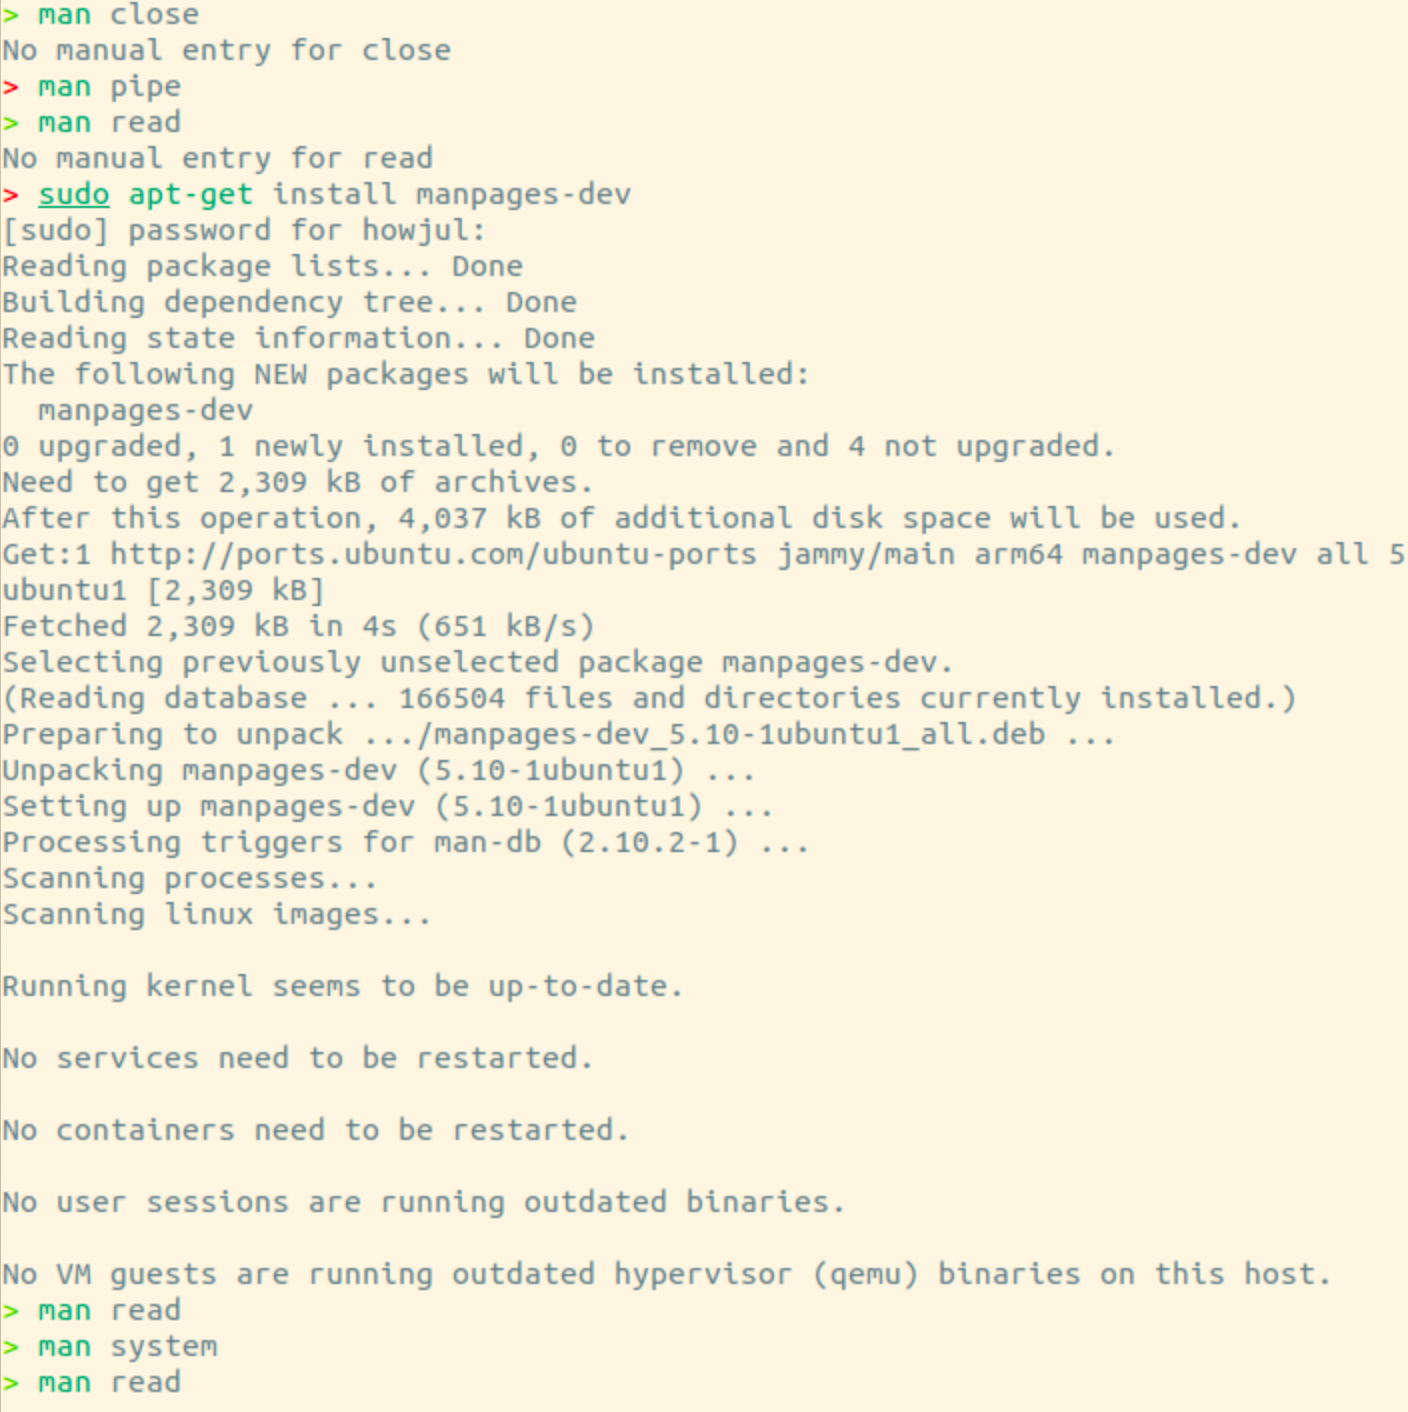 > man close
No manual entry for close
> man pipe
> man read
No manual entry for read
> sudo apt-get install manpages-dev
[sudo] password for howjul:
Reading package lists... Done
Building dependency tree... Done
Reading state information... Done
The following NEW packages will be installed:
  manpages-dev
0 upgraded, 1 newly installed, 0 to remove and 4 not upgraded.
Need to get 2,309 kB of archives.
After this operation, 4,037 kB of additional disk space will be used.
Get:1 http://ports.ubuntu.com/ubuntu-ports jammy/main arm64 manpages-dev all 5
ubuntu1 [2,309 kB]
Fetched 2,309 kB in 4s (651 kB/s)
Selecting previously unselected package manpages-dev.
(Reading database ... 166504 files and directories currently installed.)
Preparing to unpack .../manpages-dev_5.10-1ubuntu1_all.deb ...
Unpacking manpages-dev (5.10-1ubuntu1) ...
Setting up manpages-dev (5.10-1ubuntu1) ...
Processing triggers for man-db (2.10.2-1) ...
Scanning processes...
Scanning linux images...

Running kernel seems to be up-to-date.

No services need to be restarted.

No containers need to be restarted.

No user sessions are running outdated binaries.

No VM guests are running outdated hypervisor (qemu) binaries on this host.
> man read
> man system
> man read